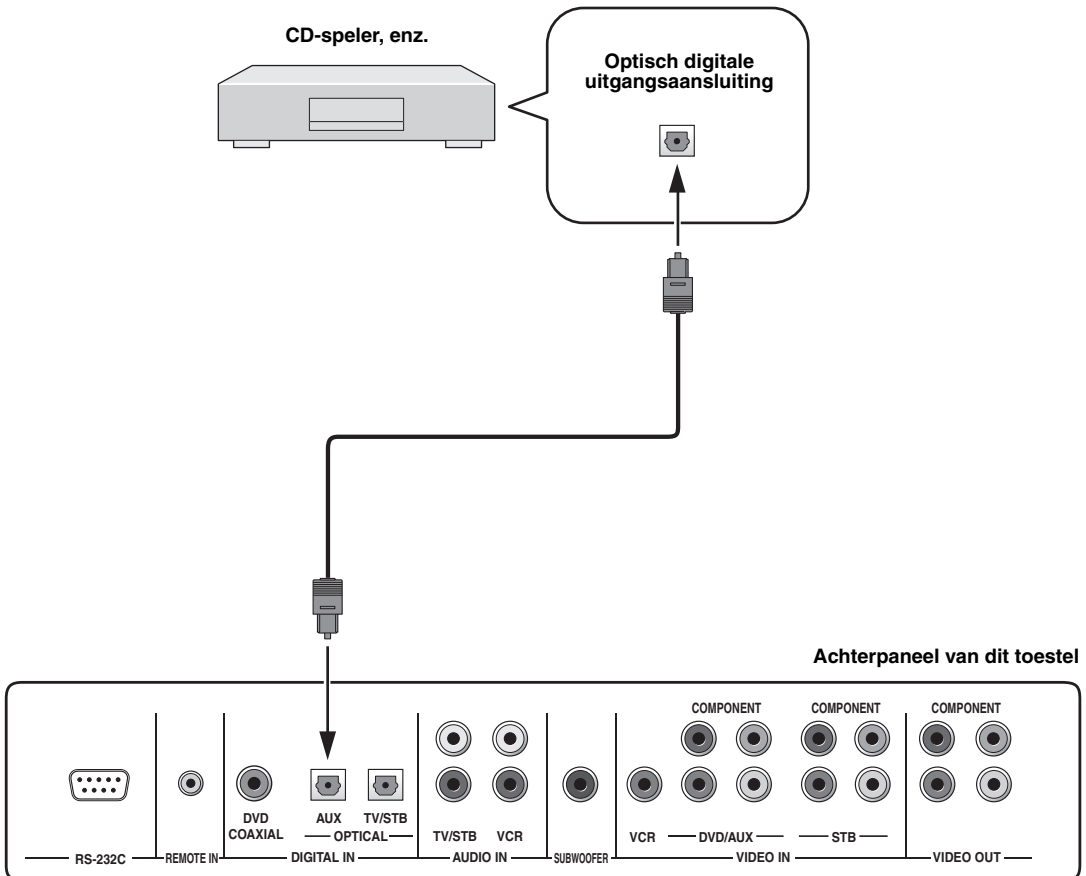 CD-speler, enz.
Optisch digitale
uitgangsaansluiting
Achterpaneel van dit toestel
COMPONENT
COMPONENT
COMPONENT
DVD
COAXIAL
AUX
TV/STB
OPTICAL
TV/STB
VCR
VCR
DVD/AUX
STB
RS-232C
REMOTE IN
DIGITAL IN
AUDIO IN
SUBWOOFER
VIDEO IN
VIDEO OUT